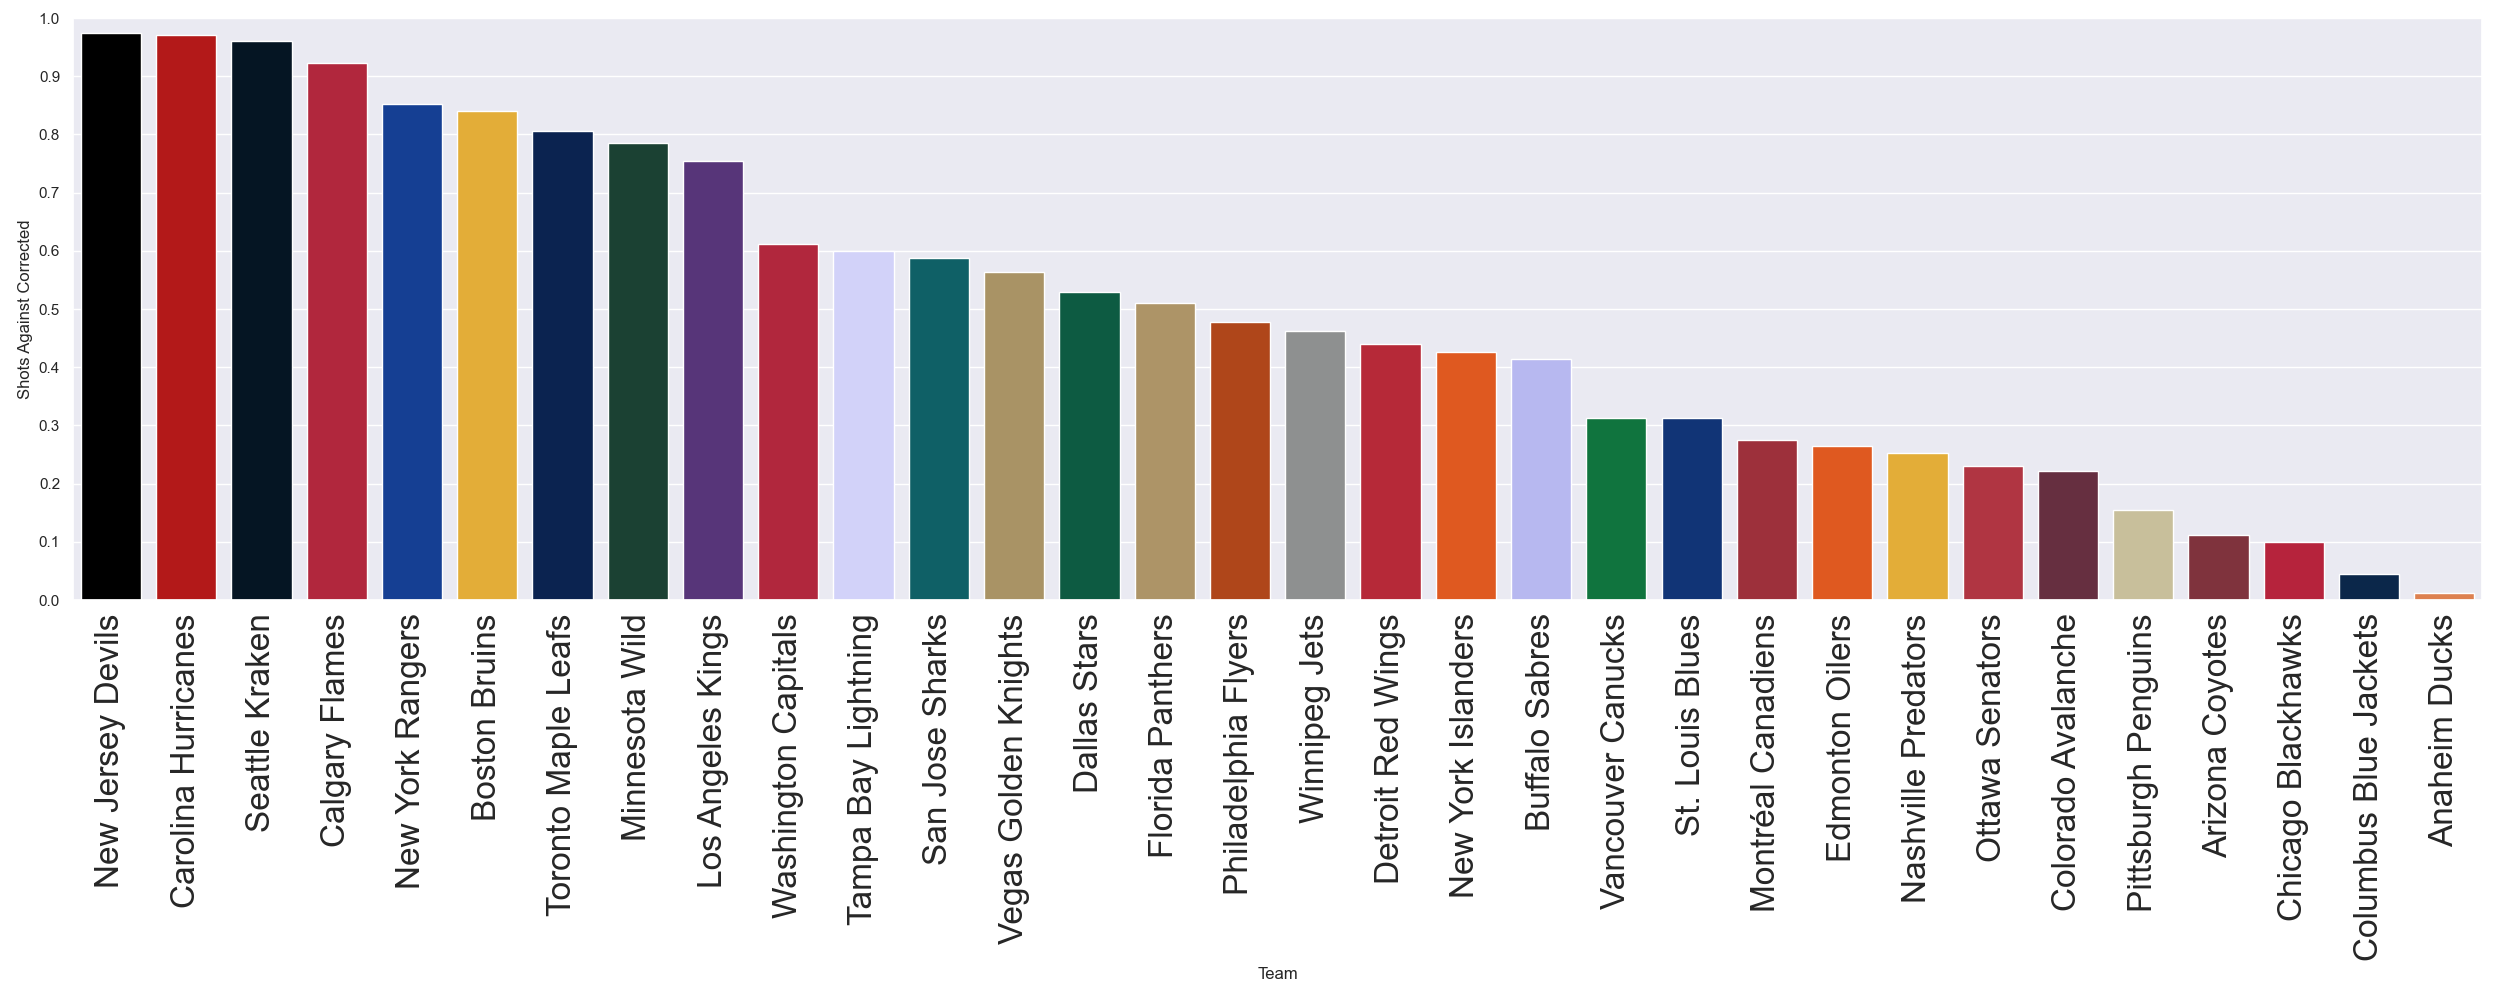 1.0
0.9
0.8
0.7
0.6
0.5
0.4
0.3
0.2
0.1
0.0
Shots Against Corrected
New Jersey Devils
Carolina Hurricanes
Seattle Kraken
Calgary Flames
New York Rangers
Boston Bruins
Toronto Maple Leafs
Minnesota Wild
Los Angeles Kings
Washington Capitals
Tampa Bay Lightning
San Jose Sharks
Vegas Golden Knights
Dallas Stars
Florida Panthers
Philadelphia Flyers
Winnipeg Jets
Detroit Red Wings
New York Islanders
Buffalo Sabres
Vancouver Canucks
St. Louis Blues
Montréal Canadiens
Edmonton Oilers
Nashville Predators
Ottawa Senators
Colorado Avalanche
Pittsburgh Penguins
Arizona Coyotes
Chicago Blackhawks
Columbus Blue Jackets
Anaheim Ducks
Team